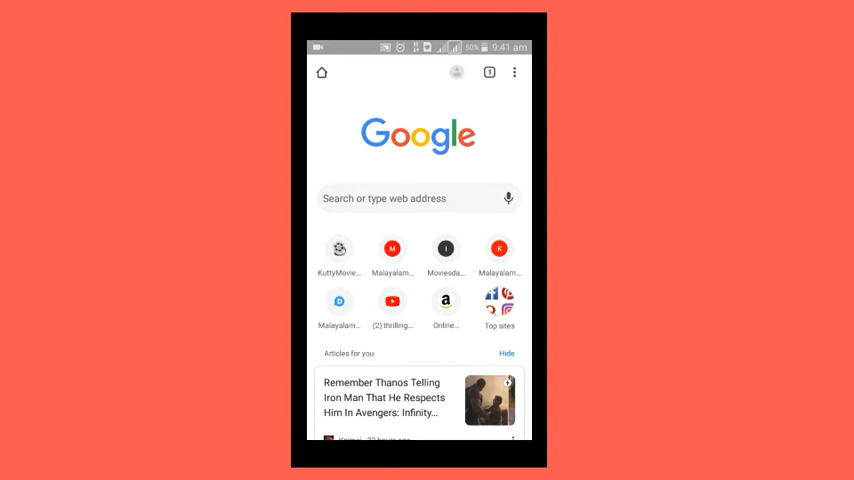 50% 9:41 am
1
Google
Search or type web address
M I K
KuttyMovie... Malayalam... Moviesda... Malayalam...
D a
Malayalam... (2) thrilling... Online... Top sites
Articles for you Hide
Remember Thanos Telling
Iron Man That He Respects
Him In Avengers: Infinity...